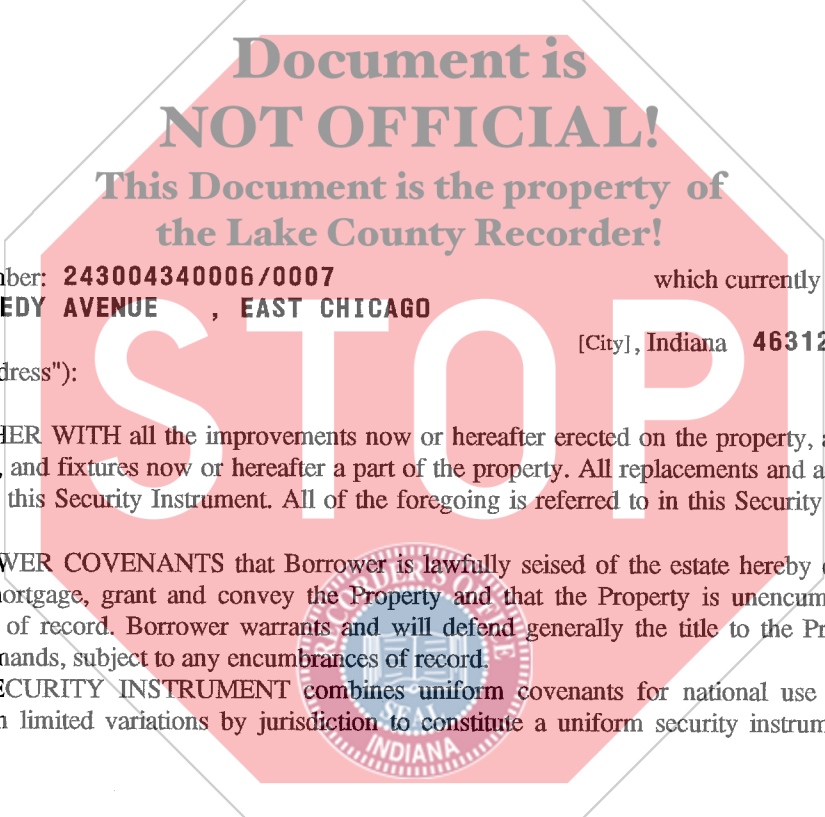 Document is
NOT OFFICIAL!
This Document is the property of
the Lake County Recorder!
ber: 243004340006/0007 which currently
EDY AVENUE , EAST CHICAGO
[City], Indiana 46312
dress"):
STOP
HER WITH all the improvements now or hereafter erected on the property, a
, and fixtures now or hereafter a part of the property. All replacements and a
this Security Instrument. All of the foregoing is referred to in this Security
WER COVENANTS that Borrower is lawfully seised of the estate hereby
ortgage, grant and convey the Property and that the Property is unencum
of record. Borrower warrants and will defend generally the title to the Pr
mands, subject to any encumbrances of record.
ECURITY INSTRUMENT combines uniform covenants for national use
limited variations by jurisdiction to constitute a uniform security instrum
RECORDER'S OFFICE
SEAL
INDIANA